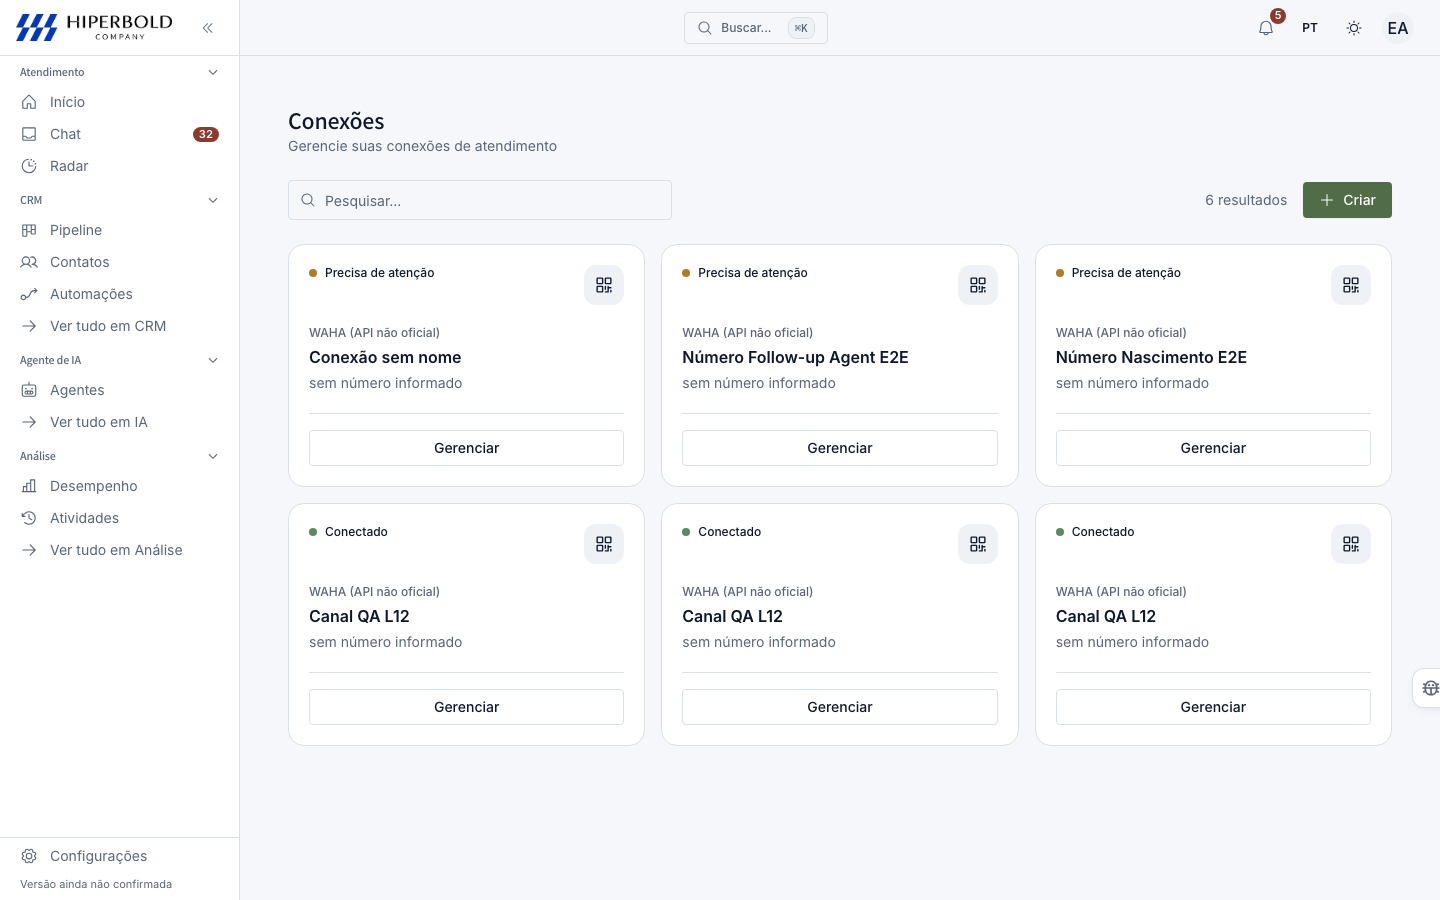 HIPERBOLD
COMPANY
Buscar...
⌘K
5
PT
EA
Atendimento
Início
Chat
32
Radar
CRM
Pipeline
Contatos
Automações
Ver tudo em CRM
Agente de IA
Agentes
Ver tudo em IA
Análise
Desempenho
Atividades
Ver tudo em Análise
Configurações
Versão ainda não confirmada
Conexões
Gerencie suas conexões de atendimento
Pesquisar...
6 resultados
Criar
Precisa de atenção
WAHA (API não oficial)
Conexão sem nome
sem número informado
Gerenciar
Precisa de atenção
WAHA (API não oficial)
Número Follow-up Agent E2E
sem número informado
Gerenciar
Precisa de atenção
WAHA (API não oficial)
Número Nascimento E2E
sem número informado
Gerenciar
Conectado
WAHA (API não oficial)
Canal QA L12
sem número informado
Gerenciar
Conectado
WAHA (API não oficial)
Canal QA L12
sem número informado
Gerenciar
Conectado
WAHA (API não oficial)
Canal QA L12
sem número informado
Gerenciar